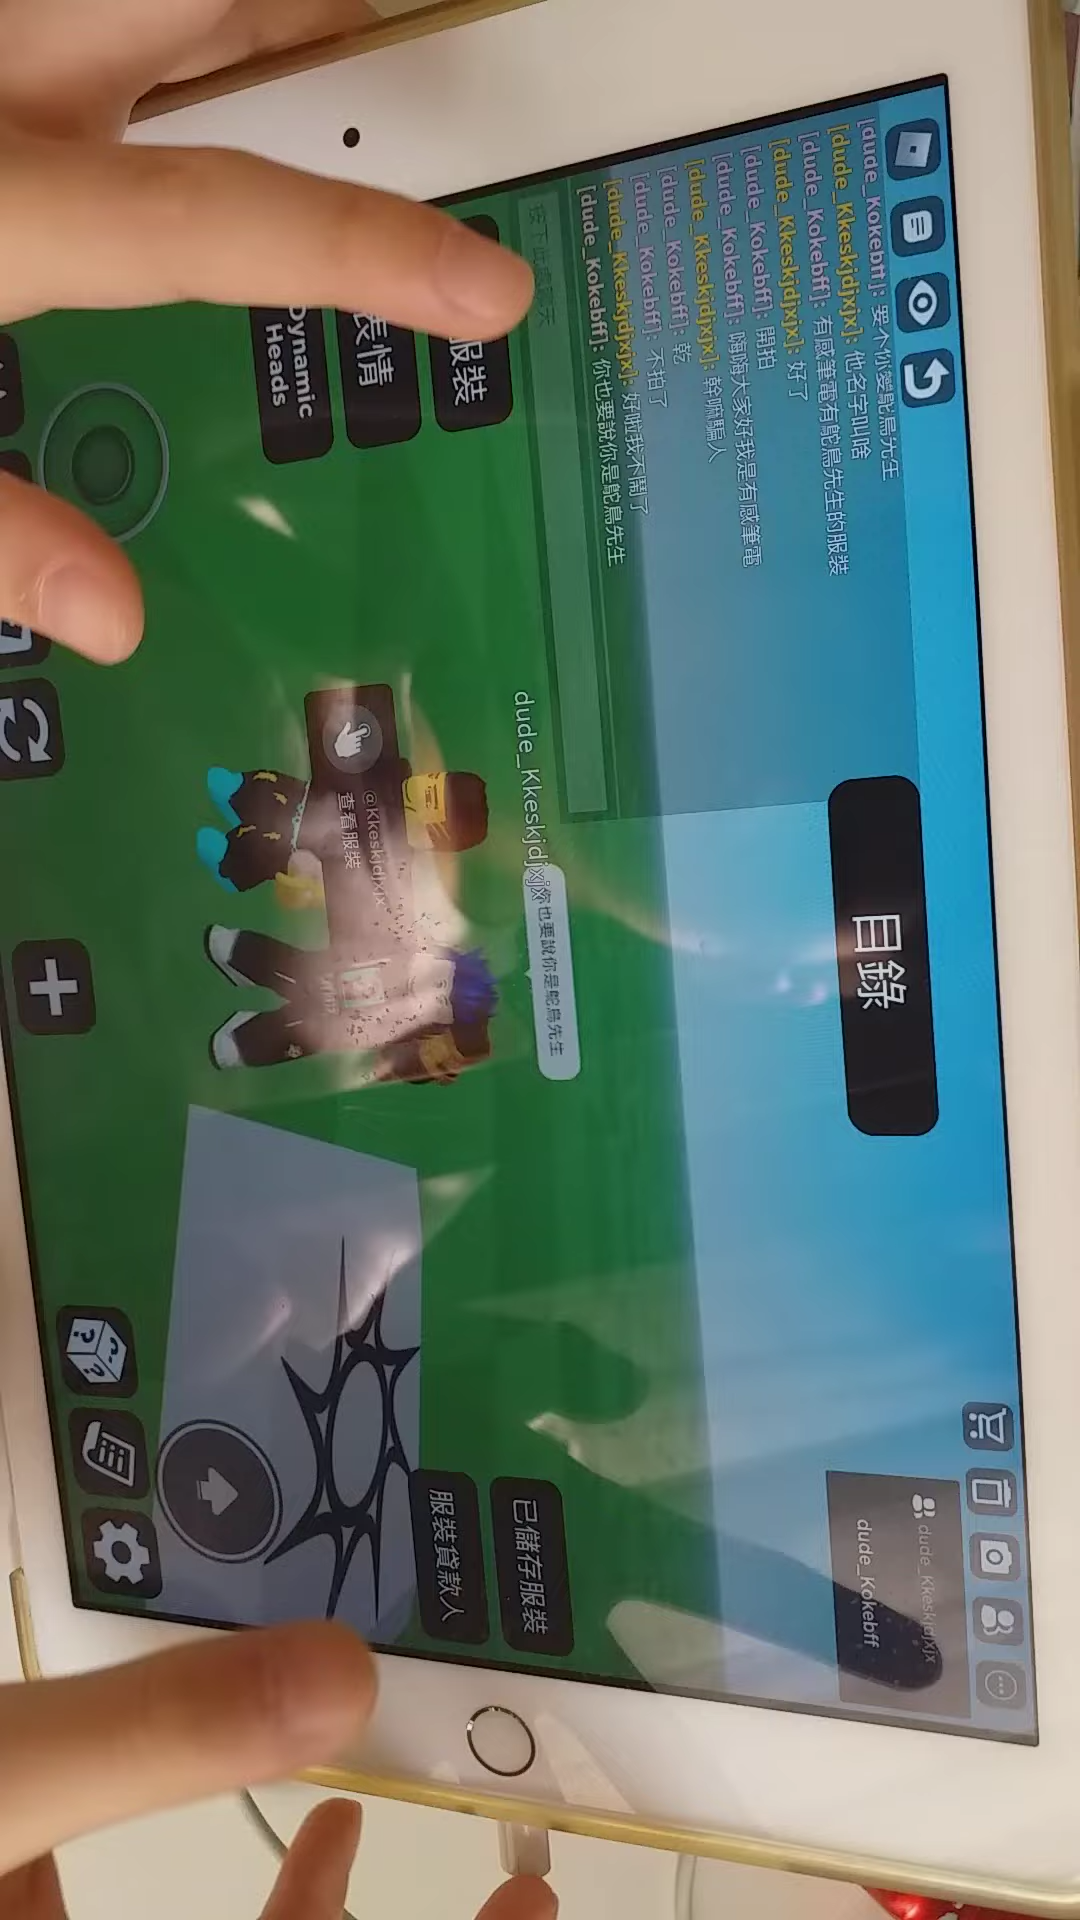 [dude_Kokebff]: 要不你變鴕鳥先生
[dude_Kkeskjdjxjx]: 他名字叫啥
[dude_Kokebff]: 有感筆電有鴕鳥先生的服裝
[dude_Kkeskjdjxjx]: 好了
[dude_Kokebff]: 開拍
[dude_Kokebff]: 嗨嗨大家好我是有感筆電
[dude_Kkeskjdjxjx]: 幹嘛騙人
[dude_Kokebff]: 乾
[dude_Kokebff]: 不拍了
[dude_Kkeskjdjxjx]: 好啦我不鬧了
[dude_Kokebff]: 你也要說你是鴕鳥先生
目錄
dude_Kkeskjdjxjx
dude_Kokebff
dude_Kkeskjdjxjx
你也要說你是鴕鳥先生
服裝
表情
Dynamic
Heads
@Kkeskjdjxjx
查看服裝
已儲存服裝
服裝貸款人